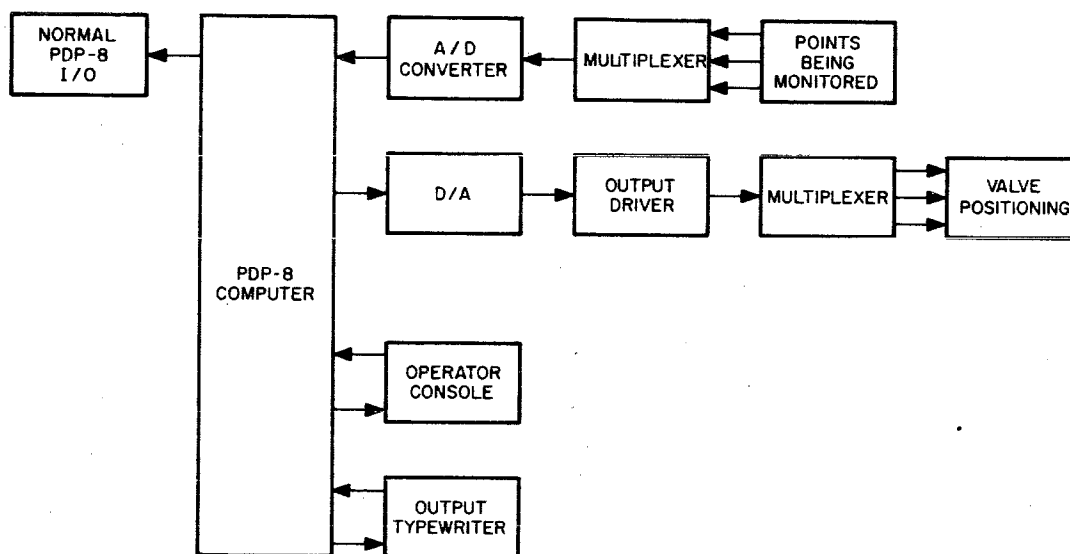 NORMAL
PDP-8
I/O
A/D
CONVERTER
MULTIPLEXER
POINTS
BEING
MONITORED
D/A
OUTPUT
DRIVER
MULTIPLEXER
VALVE
POSITIONING
PDP-8
COMPUTER
OPERATOR
CONSOLE
OUTPUT
TYPEWRITER